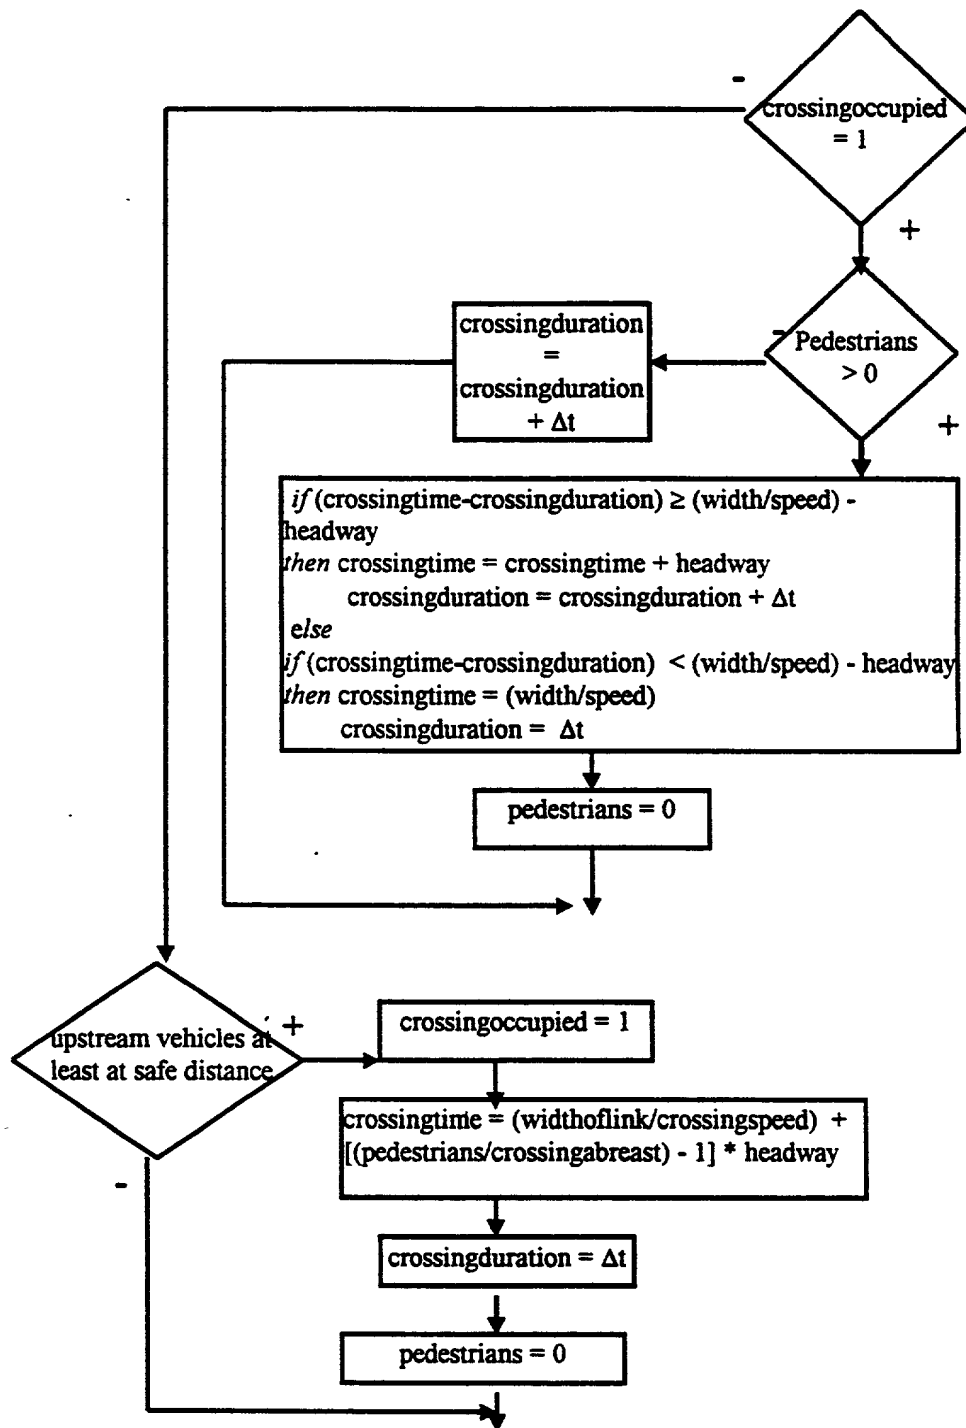 -
crossingoccupied
= 1
+
crossingduration
=
crossingduration
+ Δt
-
Pedestrians
> 0
+
if (crossingtime-crossingduration) ≥ (width/speed) -
headway
then crossingtime = crossingtime + headway
crossingduration = crossingduration + Δt
else
if (crossingtime-crossingduration) < (width/speed) - headway
then crossingtime = (width/speed)
crossingduration = Δt
pedestrians = 0
upstream vehicles at
least at safe distance
+
-
crossingoccupied = 1
crossingtime = (widthoflink/crossingspeed) +
[(pedestrians/crossingabreast) - 1] * headway
crossingduration = Δt
pedestrians = 0